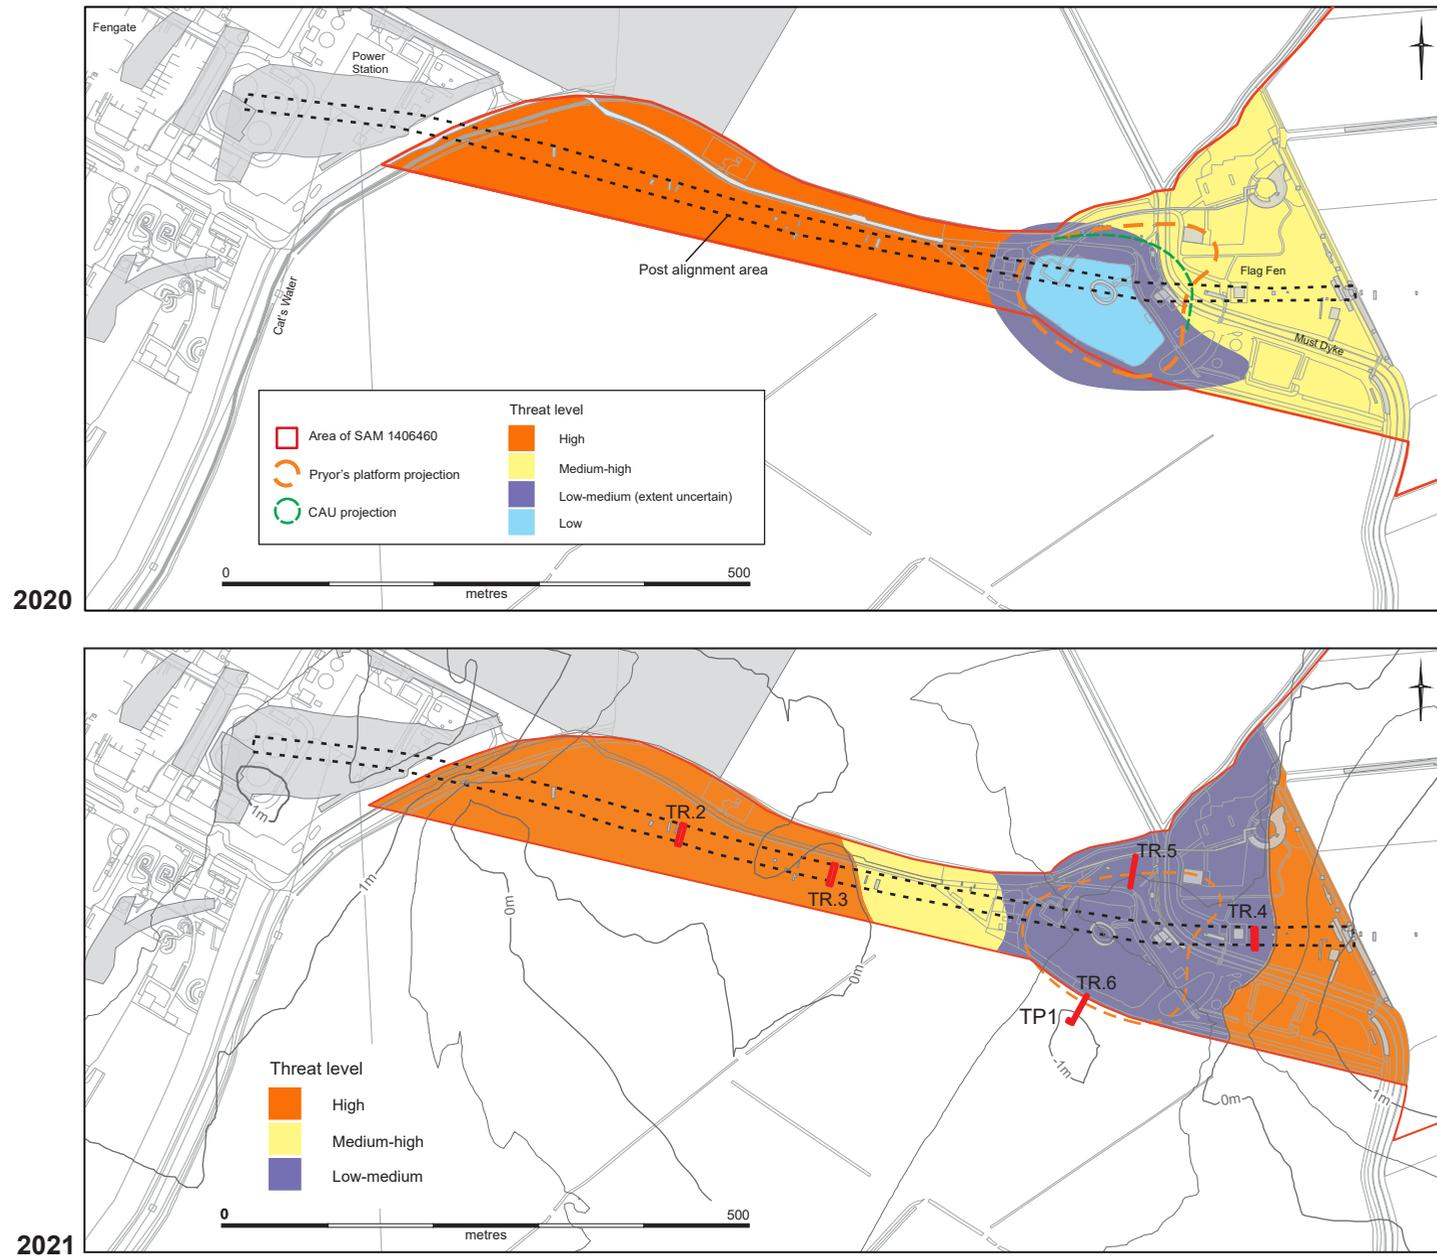 Fengate
Power
Station
Post alignment area
Flag Fen
Must Dyke
Cat's Water
Area of SAM 1406460
Pryor's platform projection
CAU projection
Threat level
High
Medium-high
Low-medium (extent uncertain)
Low
0
500
metres
2020
1m
TR.2
TR.3
TR.5
TR.4
TR.6
TP1
1m
0m
0m
-1m
0m
1m
Threat level
High
Medium-high
Low-medium
0
500
metres
2021